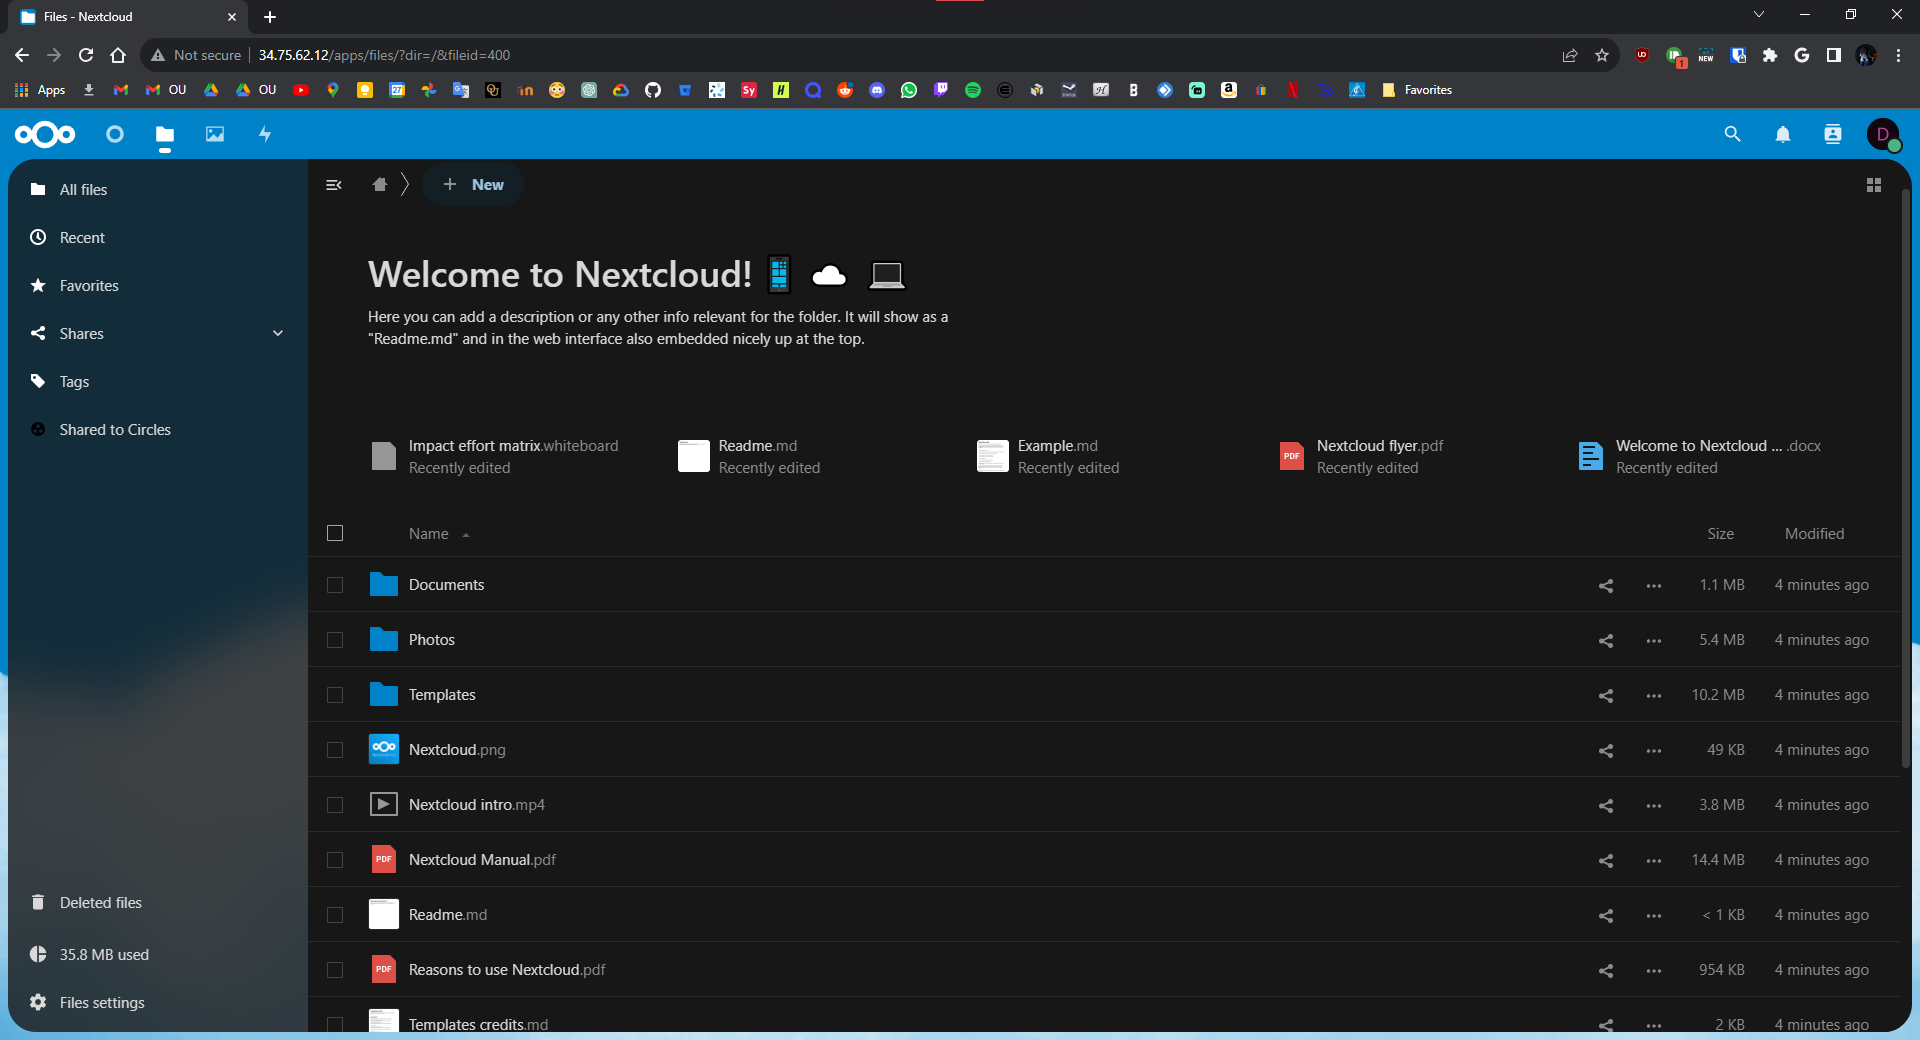 Files - Nextcloud
Not secure 34.75.62.12/apps/files/?dir=/&fileid=400
1 NEW
Apps OU OU 27 Sy Favorites
D
All files
Recent
Favorites
Shares
Tags
Shared to Circles
Deleted files
35.8 MB used
Files settings
New
Welcome to Nextcloud!
Here you can add a description or any other info relevant for the folder. It will show as a
"Readme.md" and in the web interface also embedded nicely up at the top.
Impact effort matrix.whiteboard
Recently edited
Readme.md
Recently edited
Example.md
Recently edited
PDF
Nextcloud flyer.pdf
Recently edited
Welcome to Nextcloud ... .docx
Recently edited
Name Size Modified
Documents 1.1 MB 4 minutes ago
Photos 5.4 MB 4 minutes ago
Templates 10.2 MB 4 minutes ago
Nextcloud.png 49 KB 4 minutes ago
Nextcloud intro.mp4 3.8 MB 4 minutes ago
PDF Nextcloud Manual.pdf 14.4 MB 4 minutes ago
Readme.md < 1 KB 4 minutes ago
PDF Reasons to use Nextcloud.pdf 954 KB 4 minutes ago
Templates credits.md 2 KB 4 minutes ago